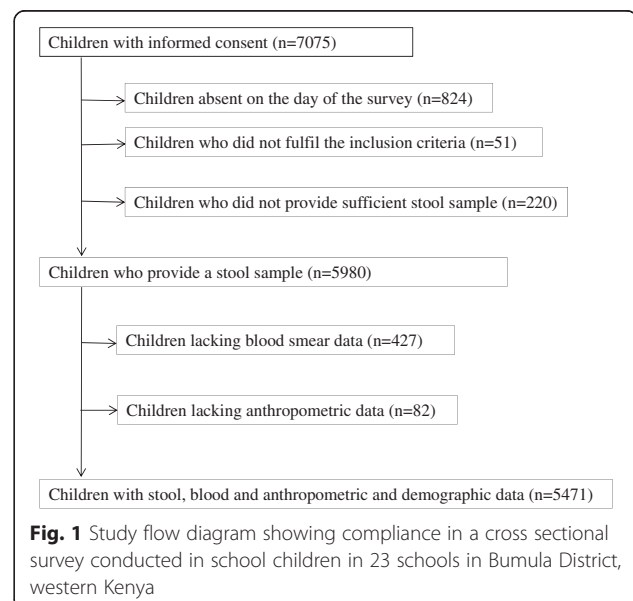 Children with informed consent (n=7075)
Children absent on the day of the survey (n=824)
Children who did not fulfil the inclusion criteria (n=51)
Children who did not provide sufficient stool sample (n=220)
Children who provide a stool sample (n=5980)
Children lacking blood smear data (n=427)
Children lacking anthropometric data (n=82)
Children with stool, blood and anthropometric and demographic data (n=5471)
Fig. 1 Study flow diagram showing compliance in a cross sectional
survey conducted in school children in 23 schools in Bumula District,
western Kenya